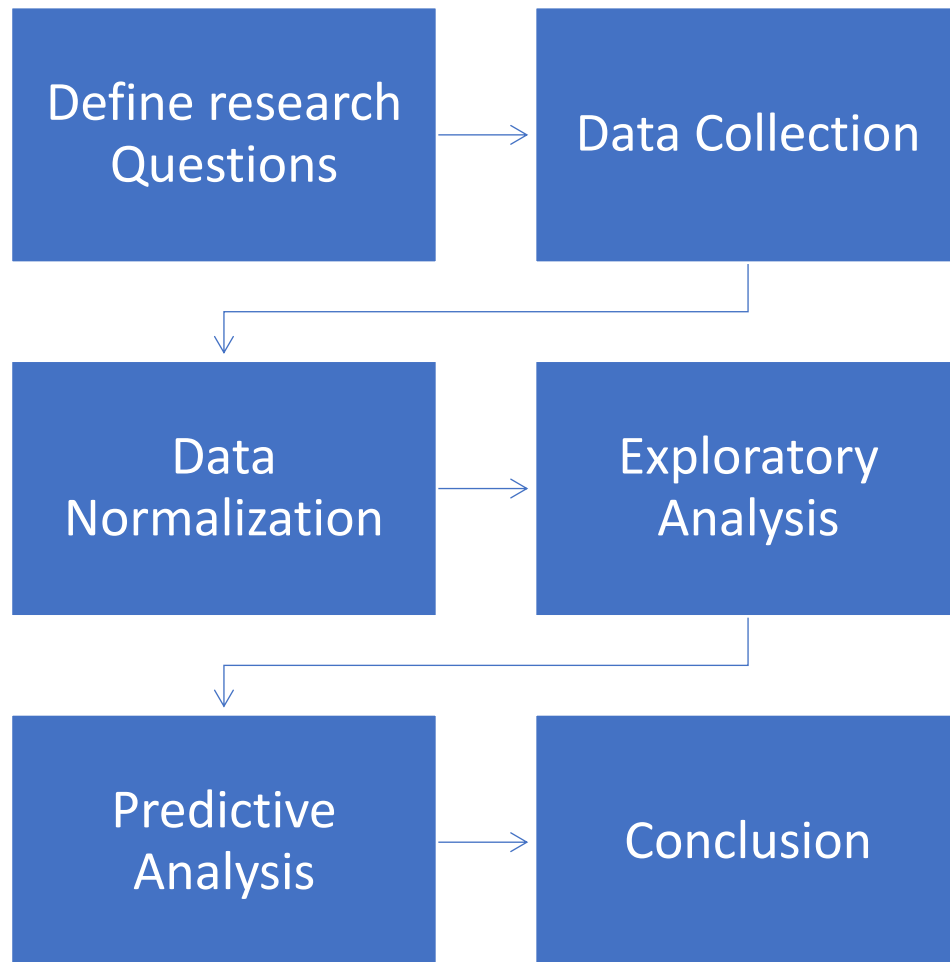 Define research
Questions
Data Collection
Data
Normalization
Exploratory
Analysis
Predictive
Analysis
Conclusion